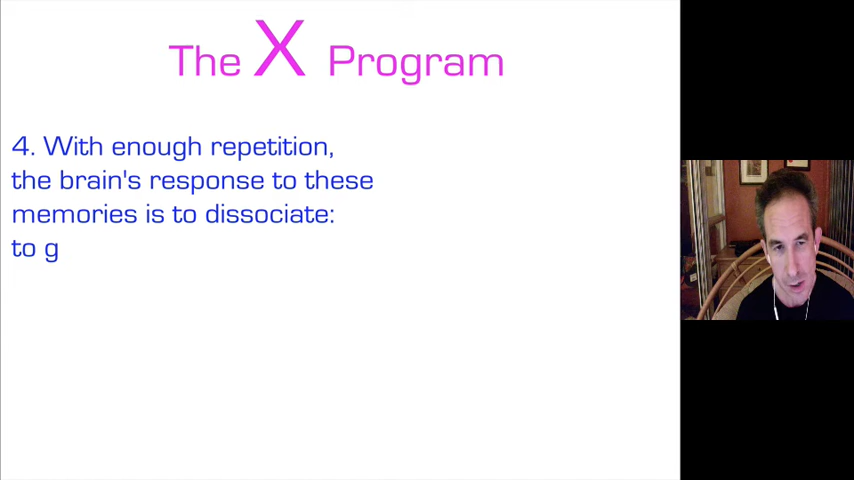 The X Program
4. With enough repetition,
the brain's response to these
memories is to dissociate:
to g